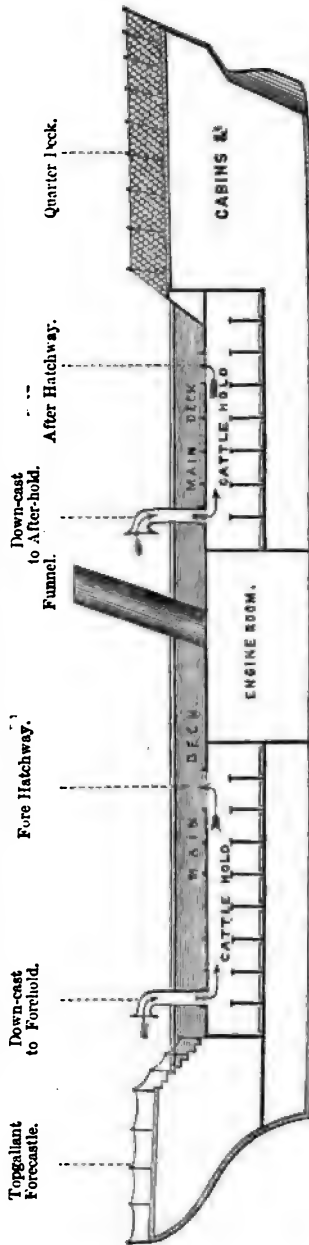 Topgallant
Forecastle.
Down-cast
to Forehold.
Fore Hatchway.
Funnel.
Down-cast
to After-hold.
After Hatchway.
Quarter Deck.
MAIN DECK
MAIN DECK
CATTLE HOLD
CATTLE HOLD
ENGINE ROOM.
CABINS &c